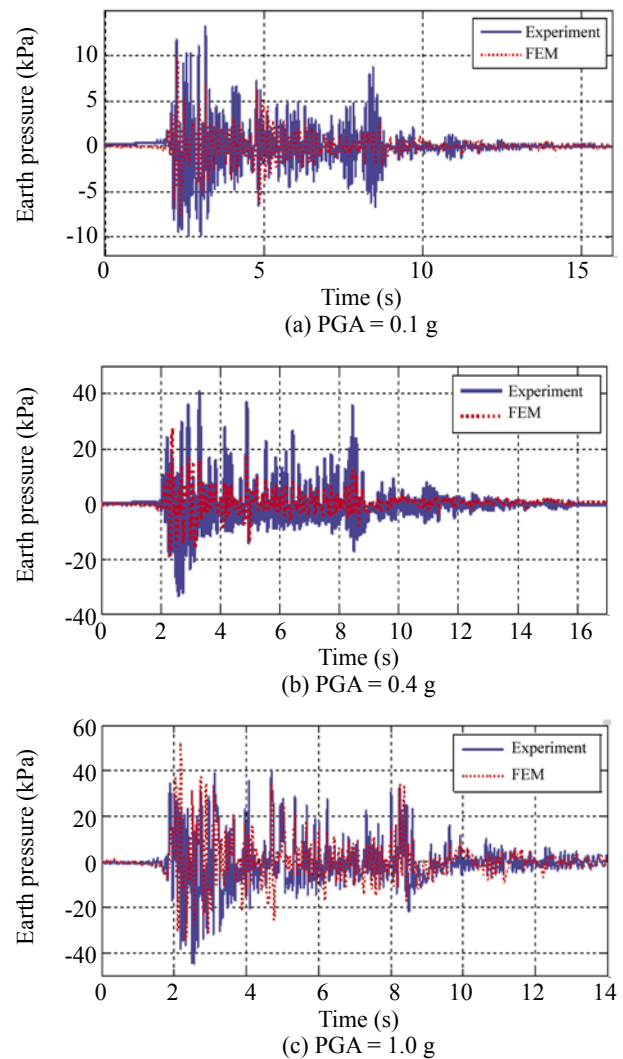 Earth pressure (kPa)
10
5
0
-5
-10
Experiment
FEM
0 5 10 15
Time (s)
(a) PGA = 0.1 g
Earth pressure (kPa)
40
20
0
-20
-40
Experiment
FEM
0 2 4 6 8 10 12 14 16
Time (s)
(b) PGA = 0.4 g
Earth pressure (kPa)
60
40
20
0
-20
-40
Experiment
FEM
0 2 4 6 8 10 12 14
Time (s)
(c) PGA = 1.0 g